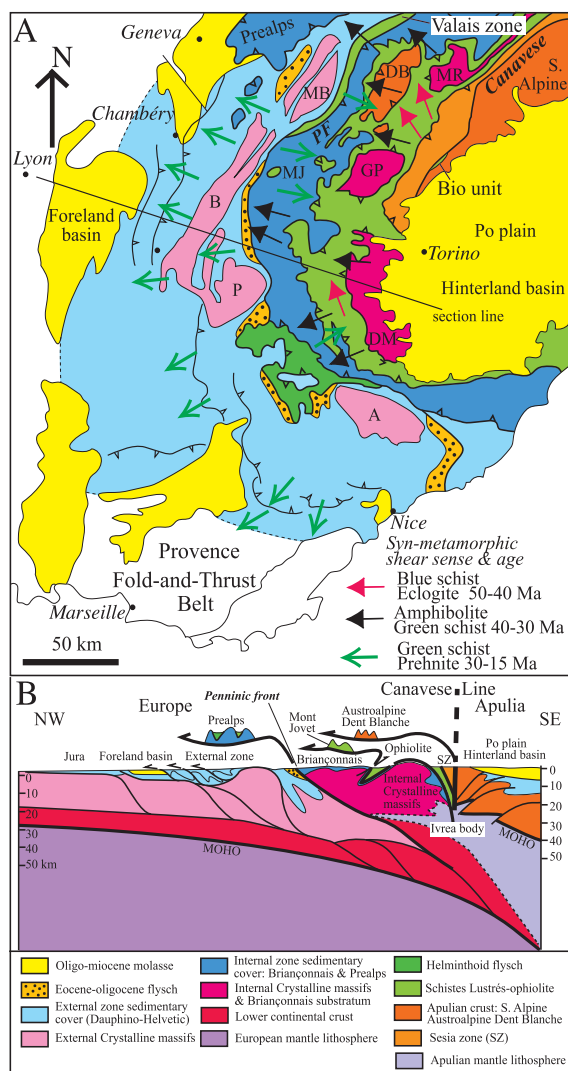 A
N
Geneva
Prealps
Valais zone
Canavese
S.
Alpine
DB
MR
MB
Chambéry
PF
Lyon
MJ
GP
Bio unit
B
Foreland
basin
Po plain
Torino
Hinterland basin
section line
P
DM
A
Nice
Provence
Fold-and-Thrust
Belt
Marseille
50 km
Syn-metamorphic
shear sense & age
Blue schist
Eclogite 50-40 Ma
Amphibolite
Green schist 40-30 Ma
Green schist
Prehnite 30-15 Ma
B
NW
Europe
Penninic front
Canavese Line
Apulia
SE
Prealps
Mont
Jovet
Austroalpine
Dent Blanche
Jura
Foreland basin
External zone
Briançonnais
Ophiolite
SZ
Po plain
Hinterland basin
0
10
20
30
40
50 km
MOHO
Internal
Crystalline
massifs
Ivrea body
MOHO
0
10
20
30
40
50
Oligo-miocene molasse
Eocene-oligocene flysch
External zone sedimentary
cover (Dauphino-Helvetic)
External Crystalline massifs
Internal zone sedimentary
cover: Briançonnais & Prealps
Internal Crystalline massifs
& Briançonnais substratum
Lower continental crust
European mantle lithosphere
Helminthoid flysch
Schistes Lustrés-ophiolite
Apulian crust: S. Alpine
Austroalpine Dent Blanche
Sesia zone (SZ)
Apulian mantle lithosphere